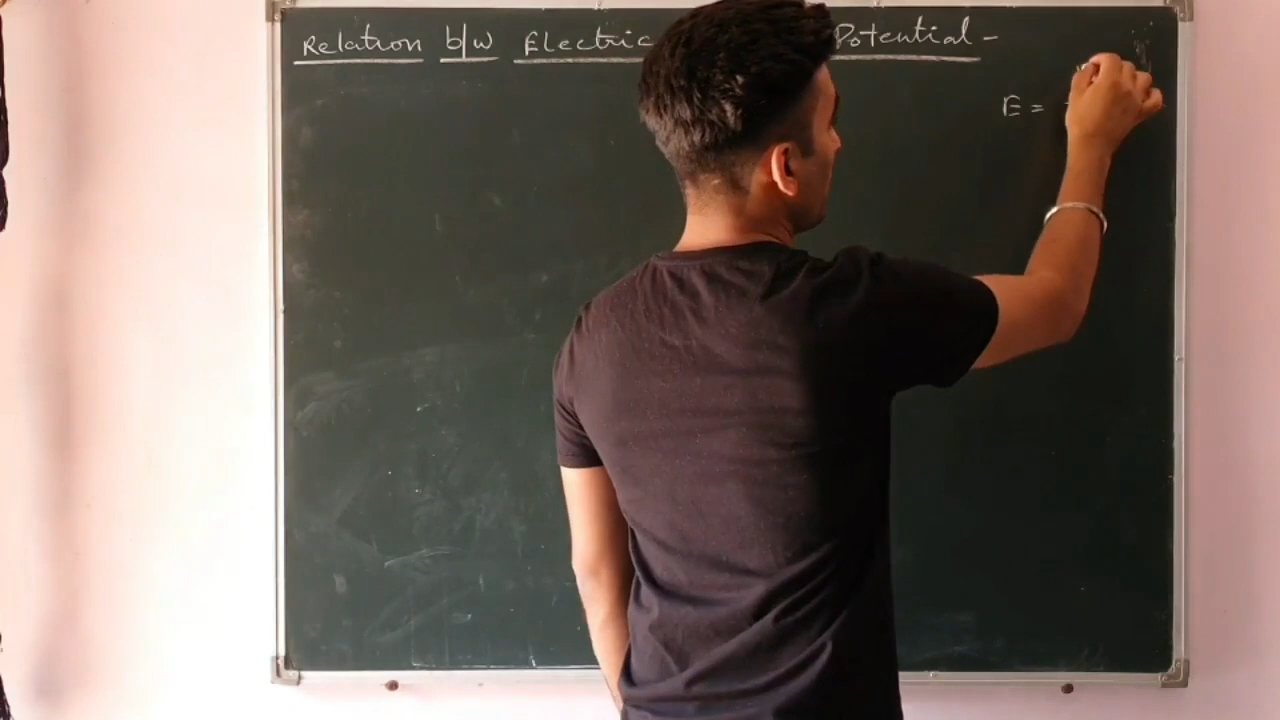 Relation b/w Electric Potential -
E =